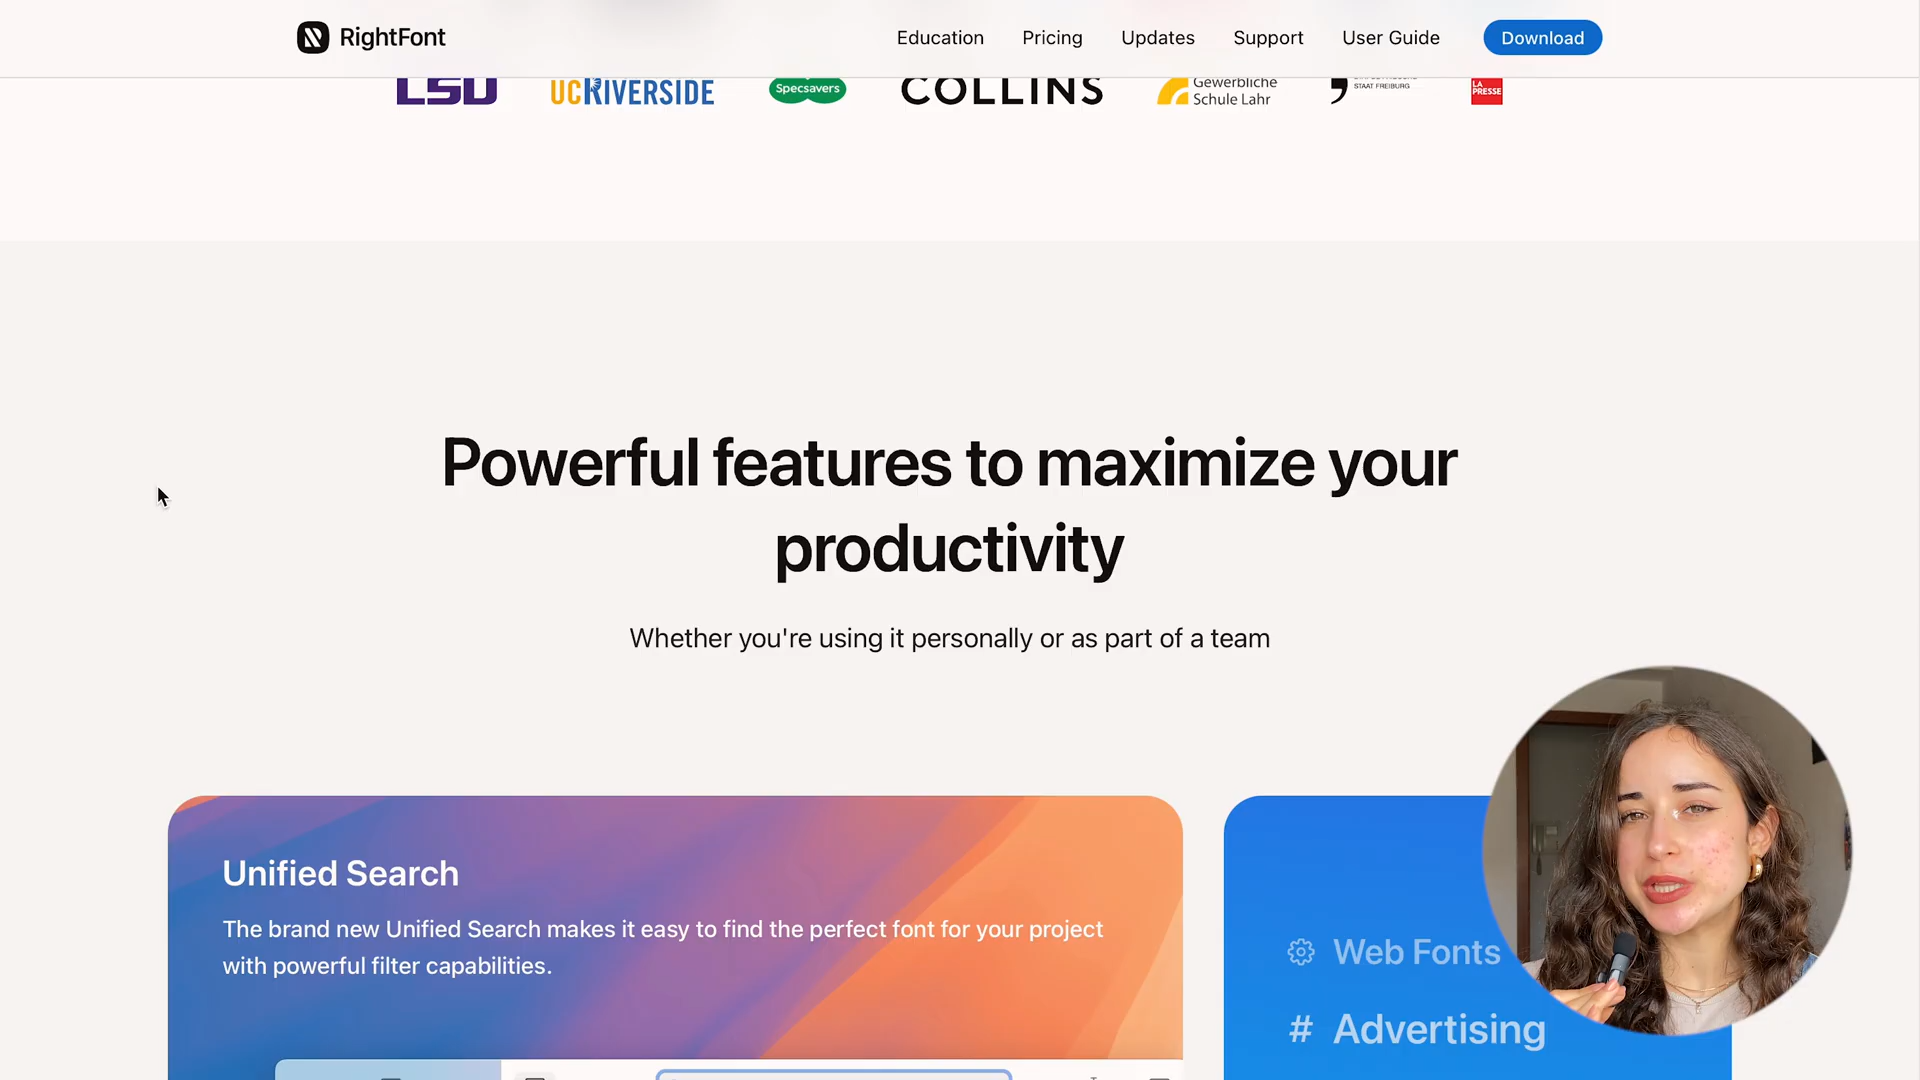 RightFont
Education
Pricing
Updates
Support
User Guide
Download
LSU
UC RIVERSIDE
Specsavers
COLLINS
Gewerbliche
Schule Lahr
STAAT FREIBURG
LA
PRESSE
Powerful features to maximize your
productivity
Whether you're using it personally or as part of a team
Unified Search
The brand new Unified Search makes it easy to find the perfect font for your project
with powerful filter capabilities.
Web Fonts
# Advertising